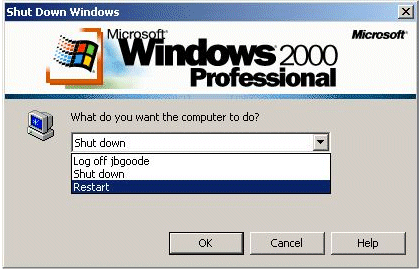 Shut Down Windows
Microsoft®
Microsoft®
Windows 2000
Professional
What do you want the computer to do?
Shut down
Log off jbgoode
Shut down
Restart
OK Cancel Help